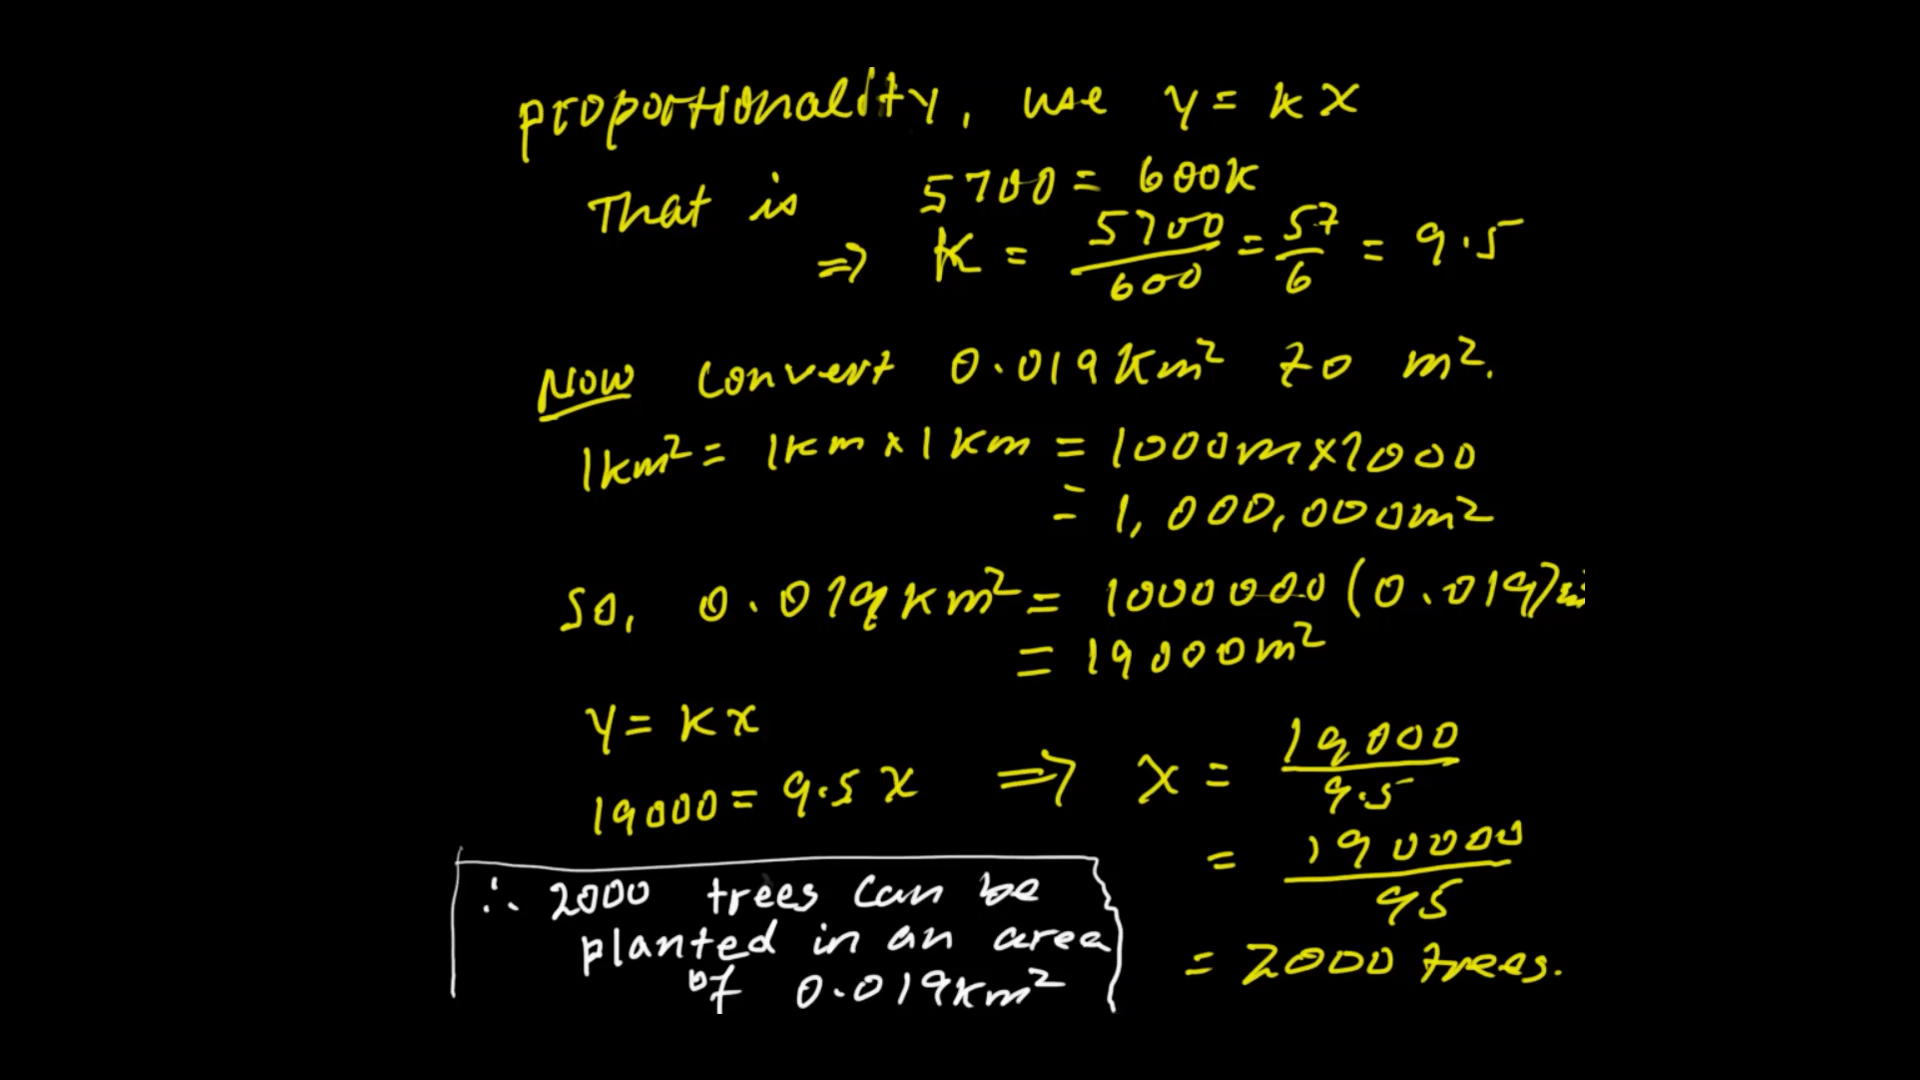 proportionality, use y = kx
That is 5700 = 600k
⇒ K = 5700/600 = 57/6 = 9.5
Now convert 0.019km² to m².
1km² = 1km x 1km = 1000m x 1000
= 1,000,000m²
So, 0.019km² = 1000000(0.019)
= 19000m²
y = kx
19000 = 9.5x ⇒ x = 19000/9.5
= 190000/95
= 2000 trees.
∴ 2000 trees can be
planted in an area
of 0.019km²